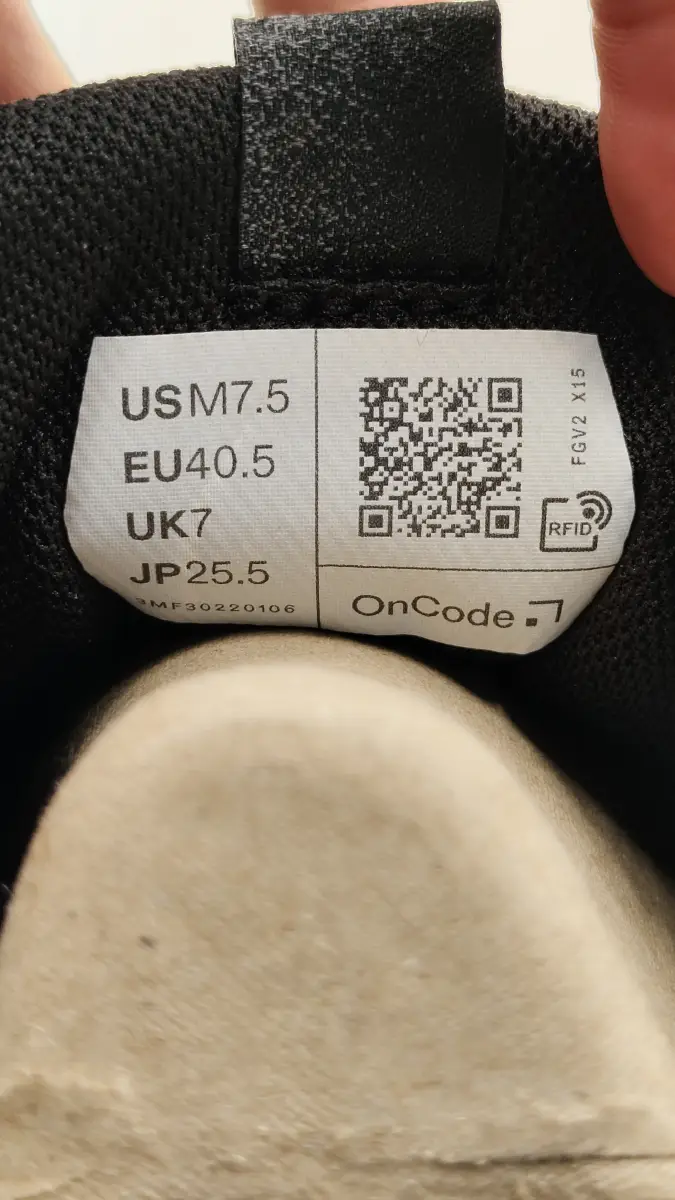 USM7.5
EU40.5
UK7
JP25.5
3MF30220106
FGV2 X15
RFID
OnCode